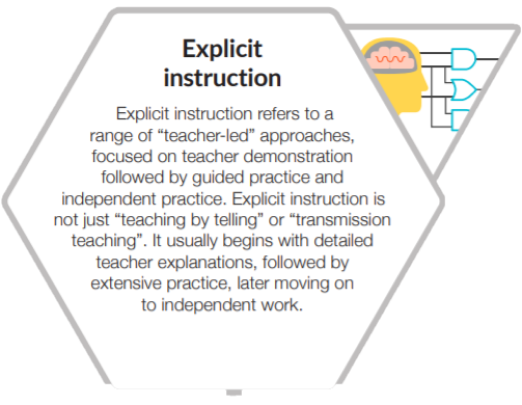 Explicit
instruction
Explicit instruction refers to a
range of “teacher-led” approaches,
focused on teacher demonstration
followed by guided practice and
independent practice. Explicit instruction is
not just “teaching by telling” or “transmission
teaching”. It usually begins with detailed
teacher explanations, followed by
extensive practice, later moving on
to independent work.